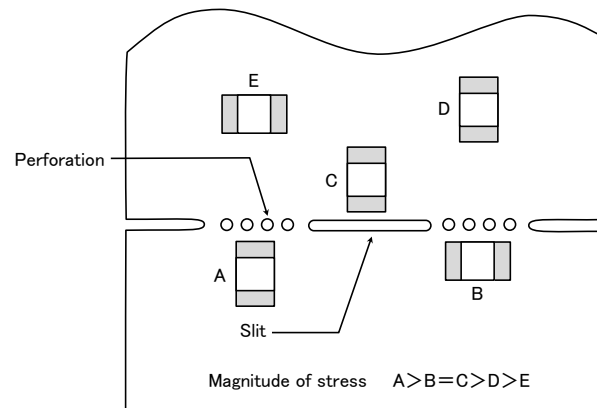 E
D
Perforation
C
A
B
Slit
Magnitude of stress A>B=C>D>E